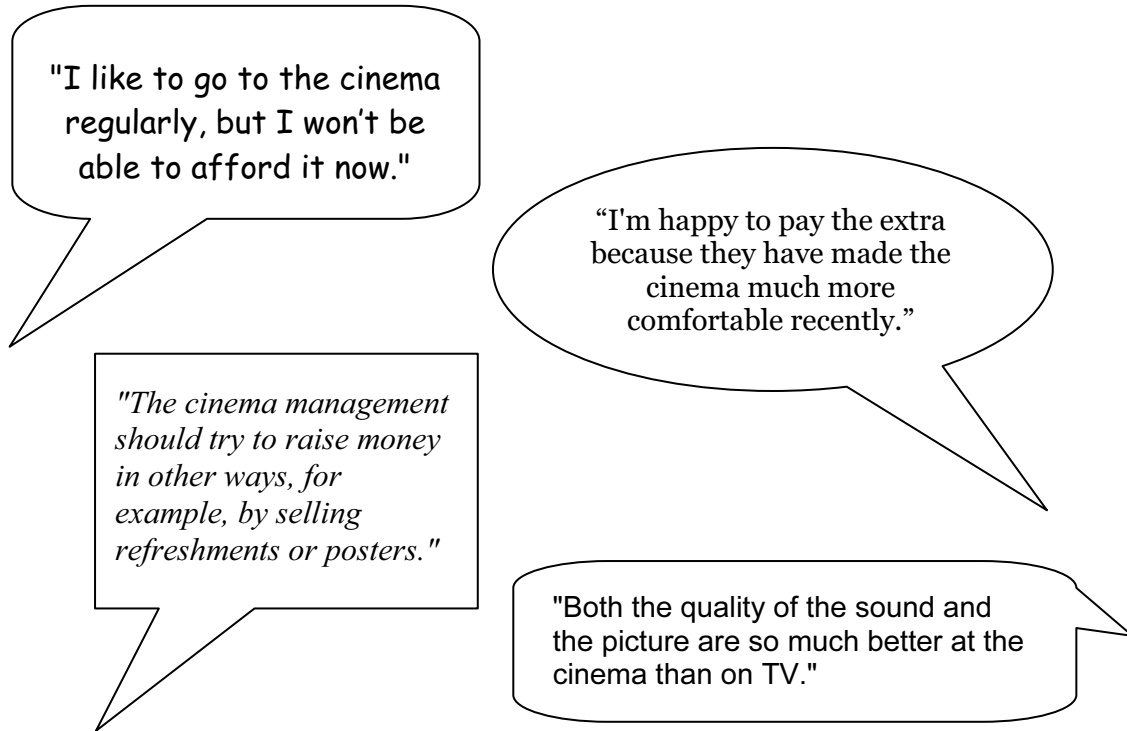 "I like to go to the cinema
regularly, but I won't be
able to afford it now."
“I'm happy to pay the extra
because they have made the
cinema much more
comfortable recently.”
"The cinema management
should try to raise money
in other ways, for
example, by selling
refreshments or posters."
"Both the quality of the sound and
the picture are so much better at the
cinema than on TV."